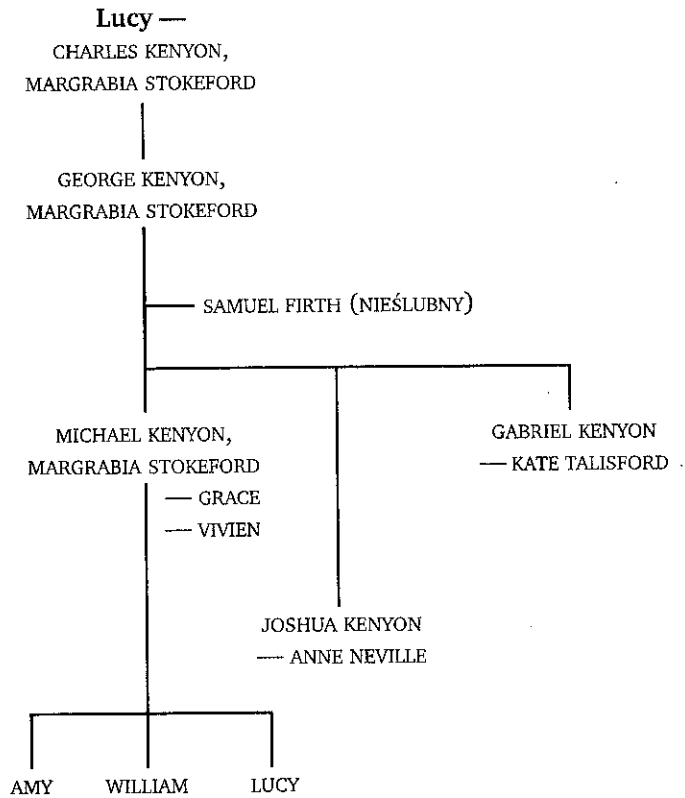 Lucy —
CHARLES KENYON,
MARGRABIA STOKEFORD
GEORGE KENYON,
MARGRABIA STOKEFORD
SAMUEL FIRTH (NIEŚLUBNY)
MICHAEL KENYON,
MARGRABIA STOKEFORD
— GRACE
— VIVIEN
GABRIEL KENYON
— KATE TALISFORD
JOSHUA KENYON
— ANNE NEVILLE
AMY WILLIAM LUCY